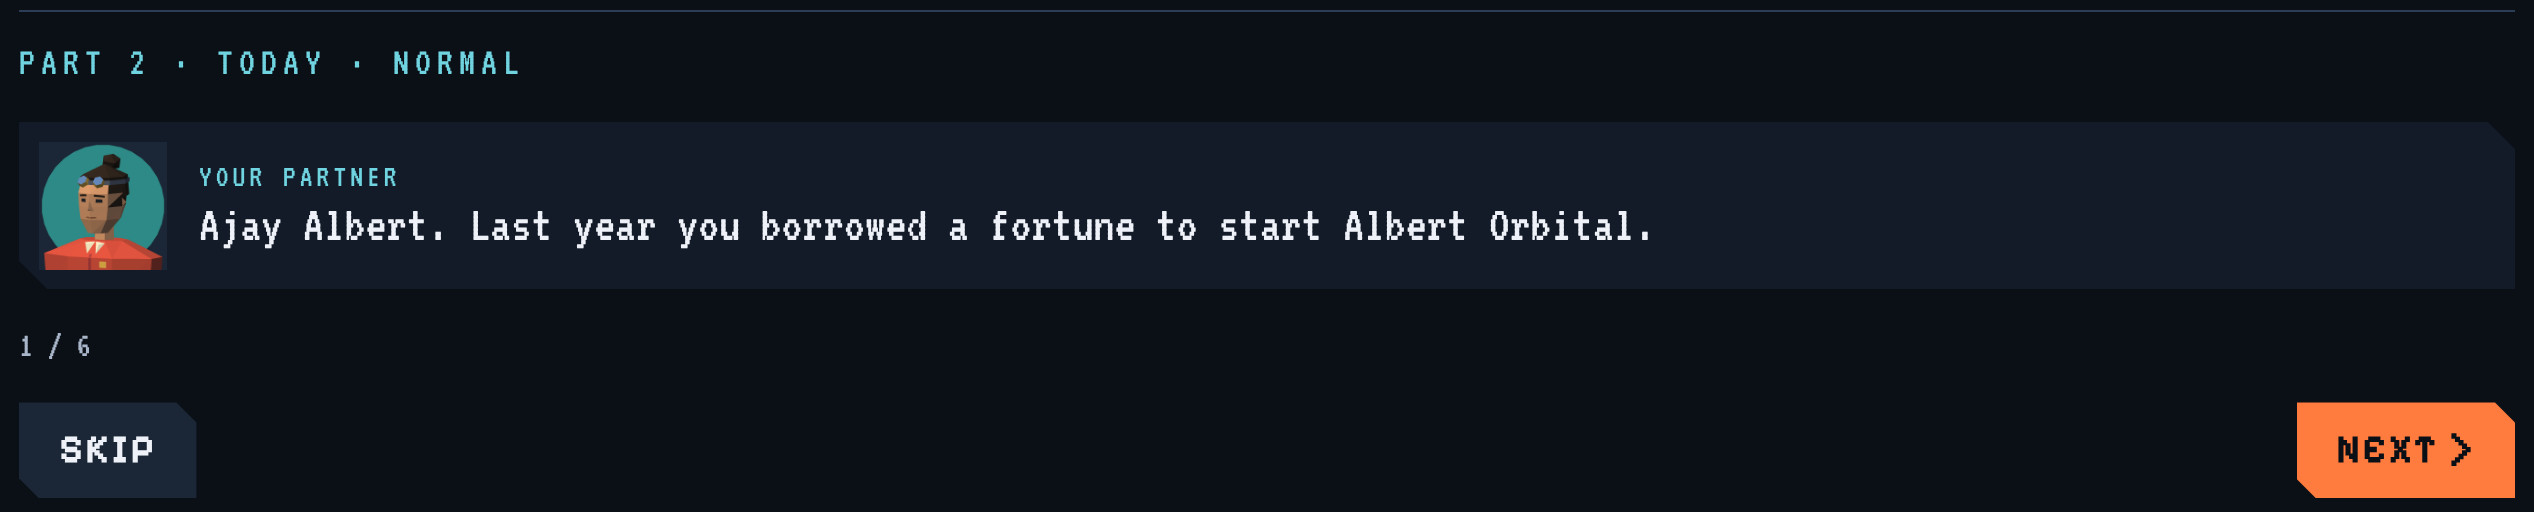 PART 2 · TODAY · NORMAL
YOUR PARTNER
Ajay Albert. Last year you borrowed a fortune to start Albert Orbital.
1 / 6
SKIP
NEXT >